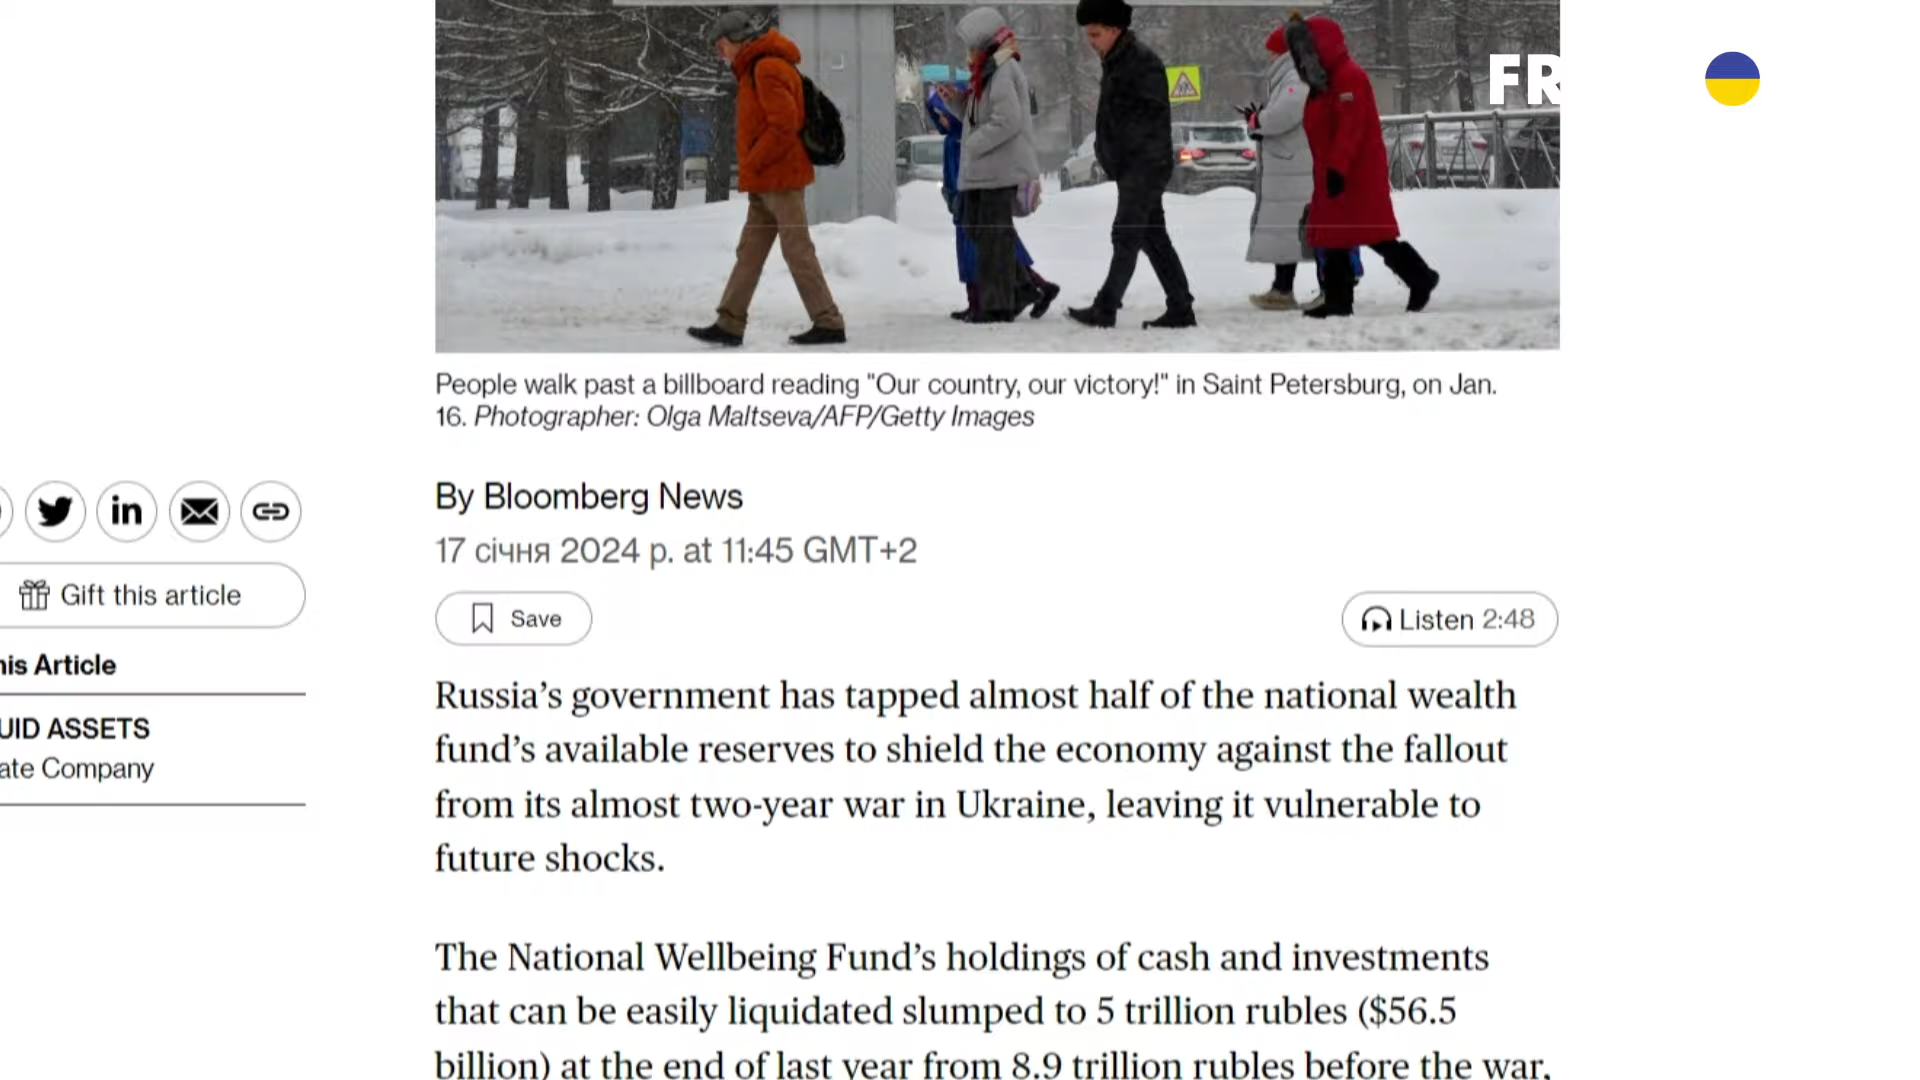 FR
People walk past a billboard reading "Our country, our victory!" in Saint Petersburg, on Jan.
16. Photographer: Olga Maltseva/AFP/Getty Images
By Bloomberg News
17 січня 2024 р. at 11:45 GMT+2
Save
Listen 2:48
in
Gift this article
his Article
UID ASSETS
ate Company
Russia’s government has tapped almost half of the national wealth
fund’s available reserves to shield the economy against the fallout
from its almost two-year war in Ukraine, leaving it vulnerable to
future shocks.
The National Wellbeing Fund’s holdings of cash and investments
that can be easily liquidated slumped to 5 trillion rubles ($56.5
billion) at the end of last year from 8.9 trillion rubles before the war,